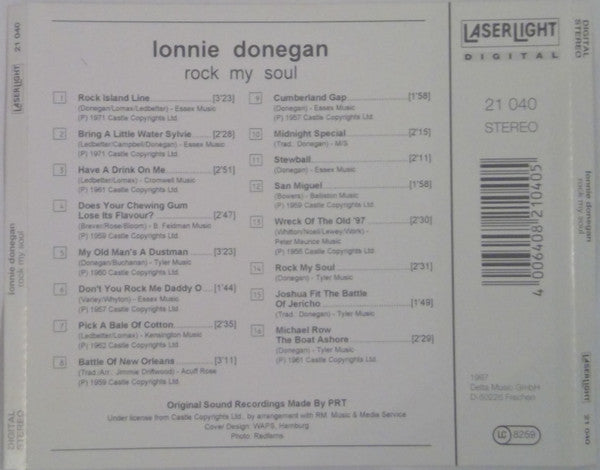 lonnie donegan
rock my soul
1 Rock Island Line [3'23]
(Donegan/Lomax/Ledbetter) - Essex Music
(P) 1971 Castle Copyrights Ltd.
2 Bring A Little Water Sylvie [2'28]
(Ledbetter/Campbell/Donegan) - Essex Music
(P) 1971 Castle Copyrights Ltd.
3 Have A Drink On Me [2'51]
(Ledbetter/Lomax) - Cromwell Music
(P) 1961 Castle Copyrights Ltd.
4 Does Your Chewing Gum
Lose Its Flavour? [2'47]
(Brever/Rose/Bloom) - B. Feldman Music
(P) 1959 Castle Copyrights Ltd.
5 My Old Man's A Dustman [3'23]
(Donegan/Buchanan) - Tyler Music
(P) 1960 Castle Copyrights Ltd.
6 Don't You Rock Me Daddy O [1'44]
(Varley/Whyton) - Essex Music
(P) 1957 Castle Copyrights Ltd.
7 Pick A Bale Of Cotton [2'35]
(Ledbetter/Lomax) - Kensington Music
(P) 1962 Castle Copyrights Ltd.
8 Battle Of New Orleans [3'11]
(Trad./Arr.: Jimmie Driftwood) - Acuff Rose
(P) 1959 Castle Copyrights Ltd.
9 Cumberland Gap [1'58]
(Donegan) - Essex Music
(P) 1957 Castle Copyrights Ltd.
10 Midnight Special [2'15]
(Trad.: Donegan) - M/S
11 Stewball [2'11]
(Donegan) - Essex Music
12 San Miguel [1'58]
(Bowers) - Balliston Music
(P) 1959 Castle Copyrights Ltd.
13 Wreck Of The Old '97 [2'30]
(Whitton/Noell/Lewey/Work) -
Peter Maurice Music
(P) 1956 Castle Copyrights Ltd.
14 Rock My Soul [2'31]
(Donegan) - Tyler Music
15 Joshua Fit The Battle
Of Jericho [1'49]
(Trad.: Donegan) - Tyler Music
16 Michael Row
The Boat Ashore [2'29]
(Donegan) - Tyler Music
(P) 1961 Castle Copyrights Ltd.
Original Sound Recordings Made By PRT
Under license from Castle Copyrights Ltd., by arrangement with RM. Music & Media Service
Cover Design: WAPS, Hamburg
Photo: Redferns
LASERLIGHT
DIGITAL
21 040
STEREO
4 006408 210405
1987
Delta Music GmbH
D-50226 Frechen
LC 8259
LASERLIGHT 21 040
lonnie donegan
rock my soul
DIGITAL
STEREO
DIGITAL
STEREO
lonnie donegan
rock my soul
LASERLIGHT 21 040